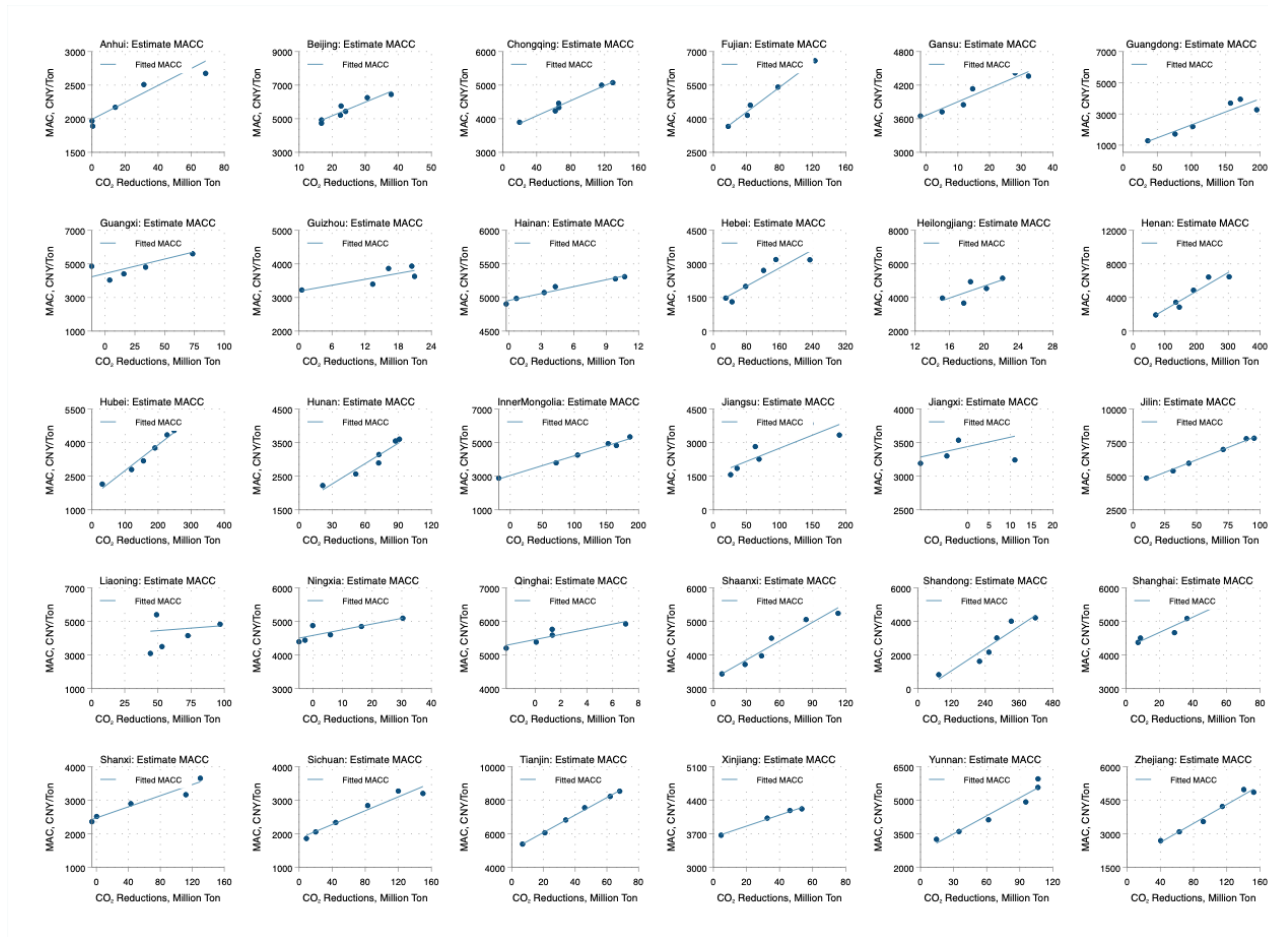 Anhui: Estimate MACC
Fitted MACC
MAC, CNY/Ton
3000
2500
2000
1500
0 20 40 60 80
CO₂ Reductions, Million Ton
Beijing: Estimate MACC
Fitted MACC
MAC, CNY/Ton
9000
7000
5000
3000
0 10 20 30 40 50
CO₂ Reductions, Million Ton
Chongqing: Estimate MACC
Fitted MACC
MAC, CNY/Ton
6000
5000
4000
3000
0 40 80 120 160
CO₂ Reductions, Million Ton
Fujian: Estimate MACC
Fitted MACC
MAC, CNY/Ton
7000
5500
4000
2500
0 40 80 120 160
CO₂ Reductions, Million Ton
Gansu: Estimate MACC
Fitted MACC
MAC, CNY/Ton
4800
4200
3600
3000
0 10 20 30 40
CO₂ Reductions, Million Ton
Guangdong: Estimate MACC
Fitted MACC
MAC, CNY/Ton
7000
5000
3000
1000
0 50 100 150 200
CO₂ Reductions, Million Ton
Guangxi: Estimate MACC
Fitted MACC
MAC, CNY/Ton
7000
5000
3000
1000
0 25 50 75 100
CO₂ Reductions, Million Ton
Guizhou: Estimate MACC
Fitted MACC
MAC, CNY/Ton
5000
4000
3000
2000
0 6 12 18 24
CO₂ Reductions, Million Ton
Hainan: Estimate MACC
Fitted MACC
MAC, CNY/Ton
6000
5500
5000
4500
0 3 6 9 12
CO₂ Reductions, Million Ton
Hebei: Estimate MACC
Fitted MACC
MAC, CNY/Ton
4500
3000
1500
0
0 80 160 240 320
CO₂ Reductions, Million Ton
Heilongjiang: Estimate MACC
Fitted MACC
MAC, CNY/Ton
8000
6000
4000
2000
12 16 20 24 28
CO₂ Reductions, Million Ton
Henan: Estimate MACC
Fitted MACC
MAC, CNY/Ton
12000
8000
4000
0
0 100 200 300 400
CO₂ Reductions, Million Ton
Hubei: Estimate MACC
Fitted MACC
MAC, CNY/Ton
5500
4000
2500
1000
0 100 200 300 400
CO₂ Reductions, Million Ton
Hunan: Estimate MACC
Fitted MACC
MAC, CNY/Ton
4500
3500
2500
1500
0 30 60 90 120
CO₂ Reductions, Million Ton
InnerMongolia: Estimate MACC
Fitted MACC
MAC, CNY/Ton
7000
5000
3000
1000
0 50 100 150 200
CO₂ Reductions, Million Ton
Jiangsu: Estimate MACC
Fitted MACC
MAC, CNY/Ton
4500
3000
1500
0
0 50 100 150 200
CO₂ Reductions, Million Ton
Jiangxi: Estimate MACC
Fitted MACC
MAC, CNY/Ton
4000
3500
3000
2500
0 5 10 15 20
CO₂ Reductions, Million Ton
Jilin: Estimate MACC
Fitted MACC
MAC, CNY/Ton
10000
7500
5000
2500
0 25 50 75 100
CO₂ Reductions, Million Ton
Liaoning: Estimate MACC
Fitted MACC
MAC, CNY/Ton
7000
5000
3000
1000
0 25 50 75 100
CO₂ Reductions, Million Ton
Ningxia: Estimate MACC
Fitted MACC
MAC, CNY/Ton
7000
5000
3000
0 10 20 30 40
CO₂ Reductions, Million Ton
Qinghai: Estimate MACC
Fitted MACC
MAC, CNY/Ton
7000
6000
5000
4000
0 2 4 6 8
CO₂ Reductions, Million Ton
Shaanxi: Estimate MACC
Fitted MACC
MAC, CNY/Ton
6000
5000
4000
3000
0 30 60 90 120
CO₂ Reductions, Million Ton
Shandong: Estimate MACC
Fitted MACC
MAC, CNY/Ton
6000
4000
2000
0
0 120 240 360 480
CO₂ Reductions, Million Ton
Shanghai: Estimate MACC
Fitted MACC
MAC, CNY/Ton
6000
5000
4000
3000
0 20 40 60 80
CO₂ Reductions, Million Ton
Shanxi: Estimate MACC
Fitted MACC
MAC, CNY/Ton
4000
3000
2000
1000
0 40 80 120 160
CO₂ Reductions, Million Ton
Sichuan: Estimate MACC
Fitted MACC
MAC, CNY/Ton
4000
3000
2000
1000
0 40 80 120 160
CO₂ Reductions, Million Ton
Tianjin: Estimate MACC
Fitted MACC
MAC, CNY/Ton
10000
8000
6000
4000
0 20 40 60 80
CO₂ Reductions, Million Ton
Xinjiang: Estimate MACC
Fitted MACC
MAC, CNY/Ton
5100
4400
3700
3000
0 20 40 60 80
CO₂ Reductions, Million Ton
Yunnan: Estimate MACC
Fitted MACC
MAC, CNY/Ton
6500
5000
3500
2000
0 30 60 90 120
CO₂ Reductions, Million Ton
Zhejiang: Estimate MACC
Fitted MACC
MAC, CNY/Ton
6000
4500
3000
1500
0 40 80 120 160
CO₂ Reductions, Million Ton